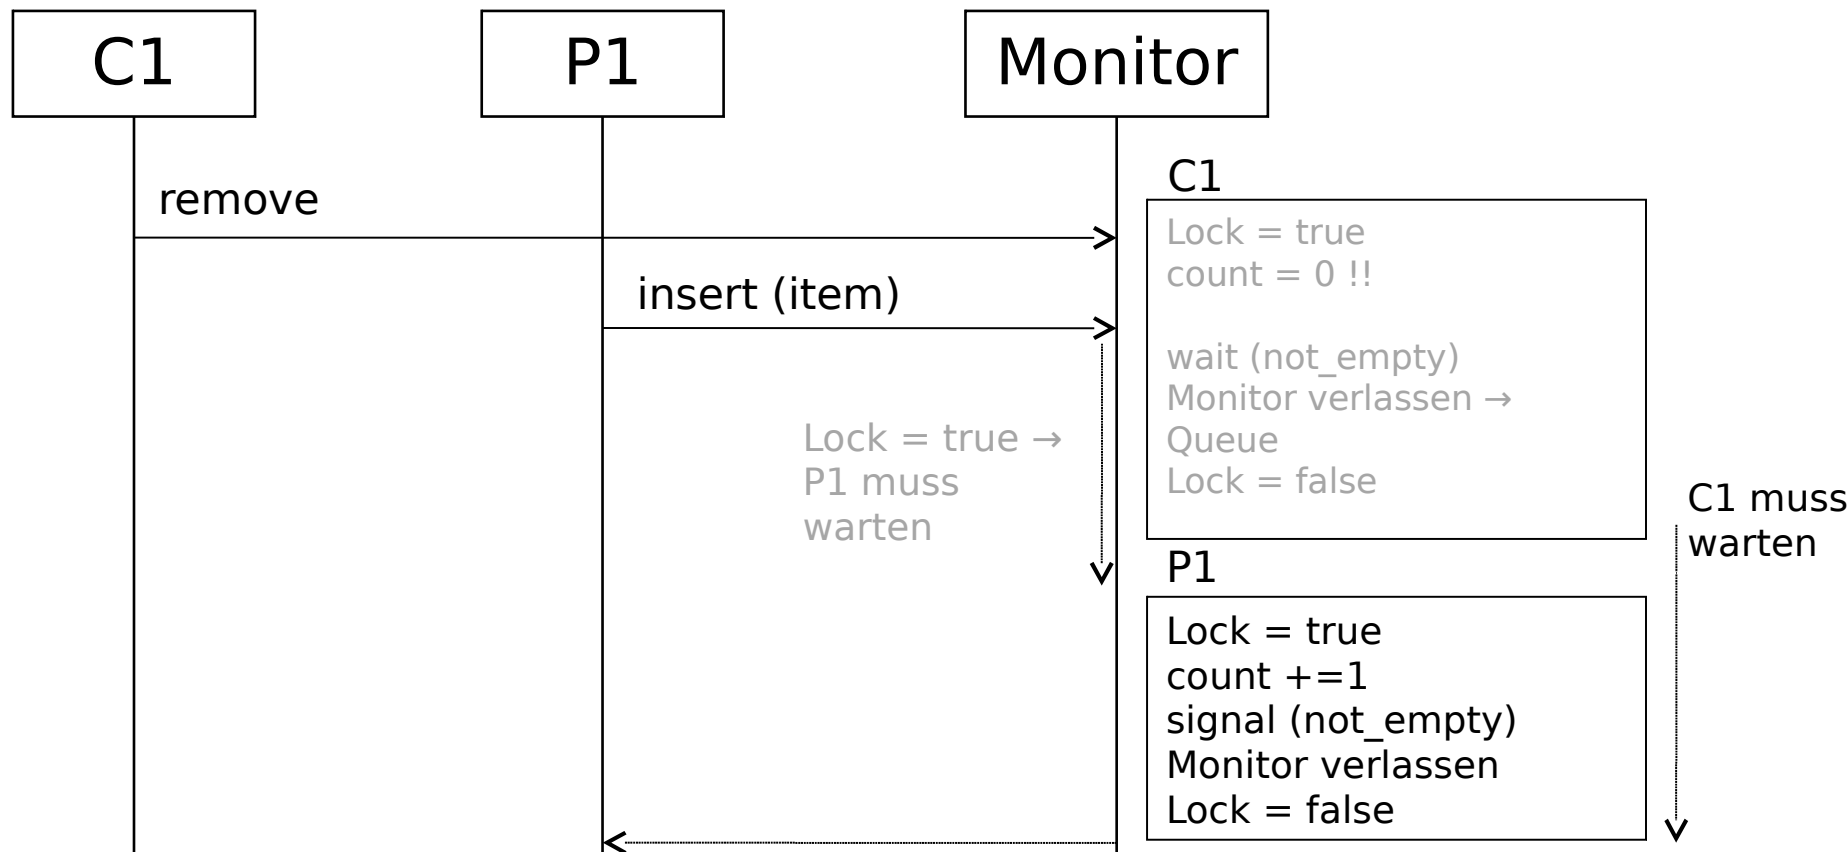 C1
P1
Monitor
C1
remove
Lock = true
count = 0 !!
insert (item)
wait (not_empty)
Monitor verlassen →
Queue
Lock = false
Lock = true →
P1 muss
warten
C1 muss
warten
P1
Lock = true
count +=1
signal (not_empty)
Monitor verlassen
Lock = false